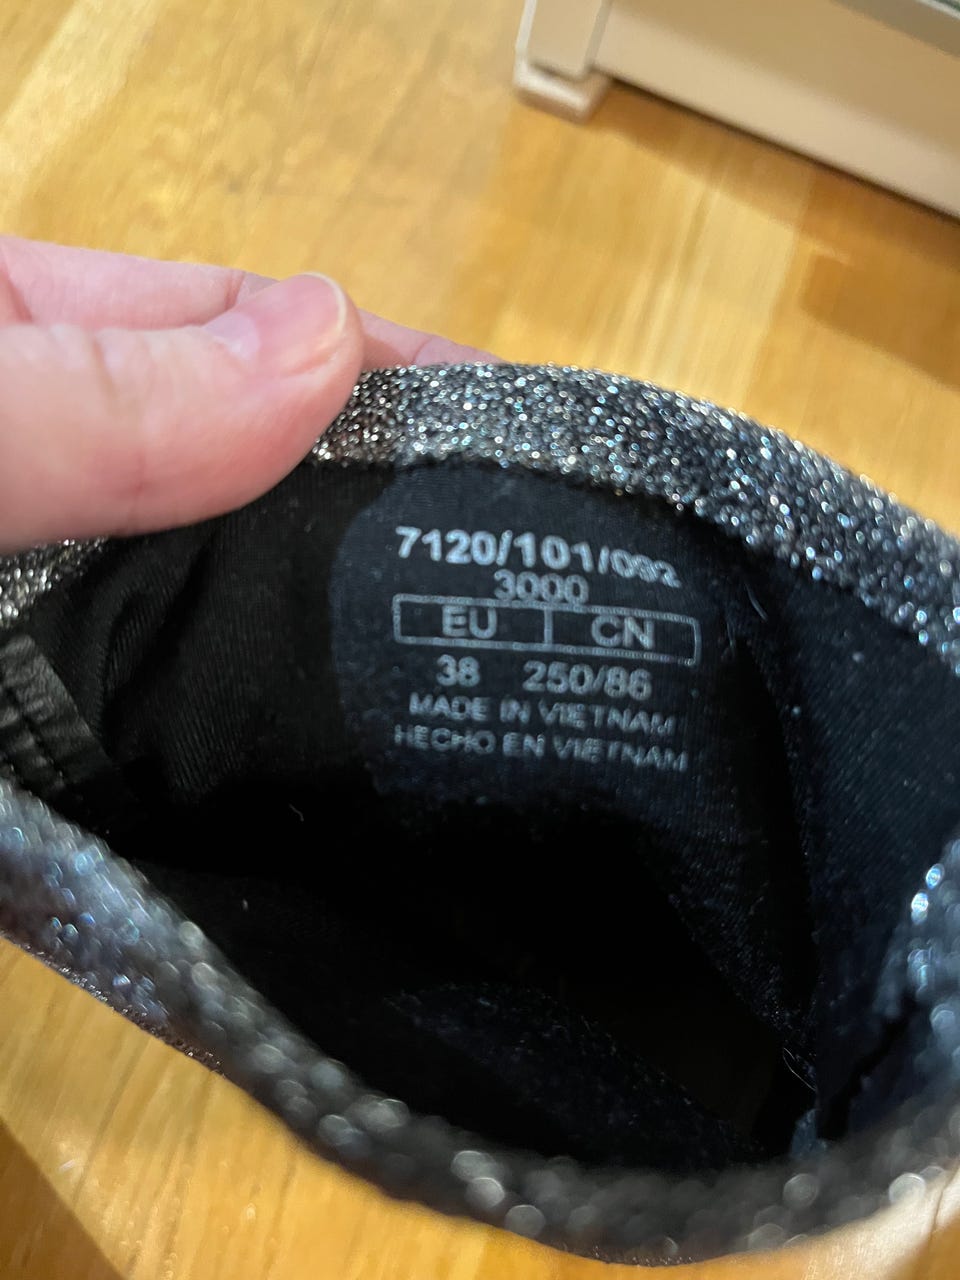 7120/101/092
3000
EU CN
38 250/86
MADE IN VIETNAM
HECHO EN VIETNAM